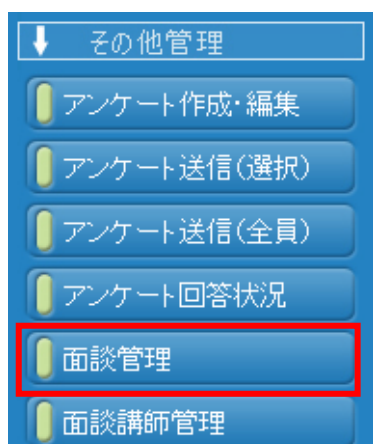 その他管理
アンケート作成・編集
アンケート送信(選択)
アンケート送信(全員)
アンケート回答状況
面談管理
面談講師管理